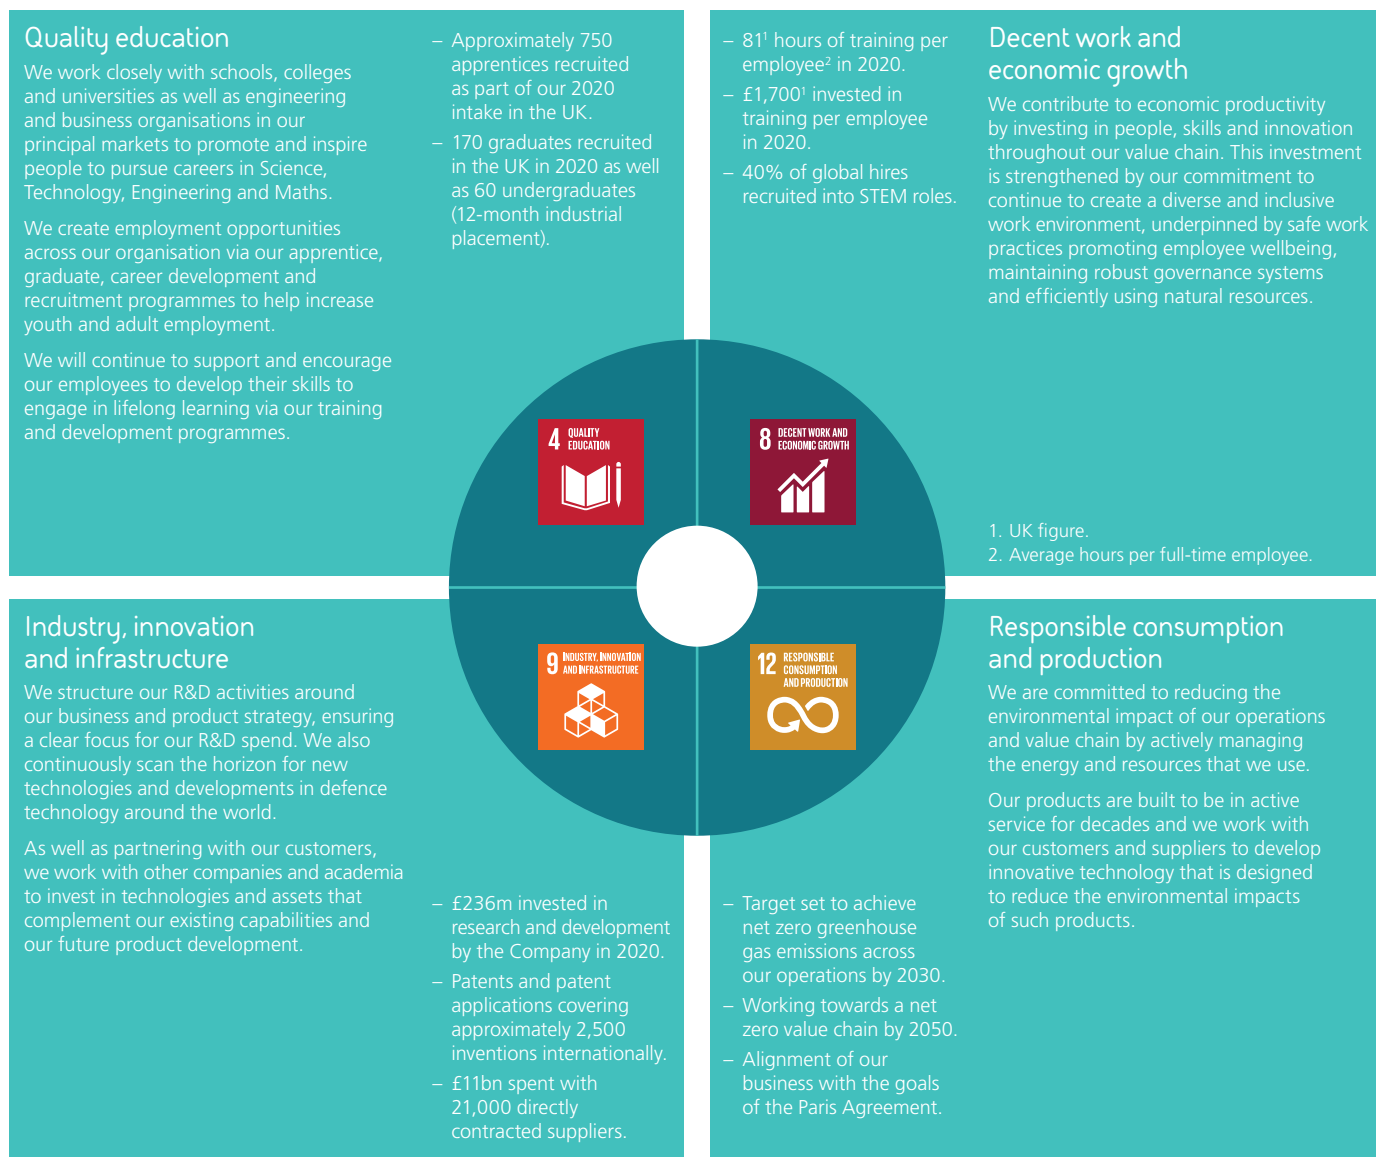 Quality education
We work closely with schools, colleges
and universities as well as engineering
and business organisations in our
principal markets to promote and inspire
people to pursue careers in Science,
Technology, Engineering and Maths.
We create employment opportunities
across our organisation via our apprentice,
graduate, career development and
recruitment programmes to help increase
youth and adult employment.
We will continue to support and encourage
our employees to develop their skills to
engage in lifelong learning via our training
and development programmes.
– Approximately 750
apprentices recruited
as part of our 2020
intake in the UK.
– 170 graduates recruited
in the UK in 2020 as well
as 60 undergraduates
(12-month industrial
placement).
– 81¹ hours of training per
employee² in 2020.
– £1,700¹ invested in
training per employee
in 2020.
– 40% of global hires
recruited into STEM roles.
Decent work and
economic growth
We contribute to economic productivity
by investing in people, skills and innovation
throughout our value chain. This investment
is strengthened by our commitment to
continue to create a diverse and inclusive
work environment, underpinned by safe work
practices promoting employee wellbeing,
maintaining robust governance systems
and efficiently using natural resources.
1. UK figure.
2. Average hours per full-time employee.
4 QUALITY
EDUCATION
8 DECENT WORK AND
ECONOMIC GROWTH
9 INDUSTRY, INNOVATION
AND INFRASTRUCTURE
12 RESPONSIBLE
CONSUMPTION
AND PRODUCTION
Industry, innovation
and infrastructure
We structure our R&D activities around
our business and product strategy, ensuring
a clear focus for our R&D spend. We also
continuously scan the horizon for new
technologies and developments in defence
technology around the world.
As well as partnering with our customers,
we work with other companies and academia
to invest in technologies and assets that
complement our existing capabilities and
our future product development.
– £236m invested in
research and development
by the Company in 2020.
– Patents and patent
applications covering
approximately 2,500
inventions internationally.
– £11bn spent with
21,000 directly
contracted suppliers.
– Target set to achieve
net zero greenhouse
gas emissions across
our operations by 2030.
– Working towards a net
zero value chain by 2050.
– Alignment of our
business with the goals
of the Paris Agreement.
Responsible consumption
and production
We are committed to reducing the
environmental impact of our operations
and value chain by actively managing
the energy and resources that we use.
Our products are built to be in active
service for decades and we work with
our customers and suppliers to develop
innovative technology that is designed
to reduce the environmental impacts
of such products.